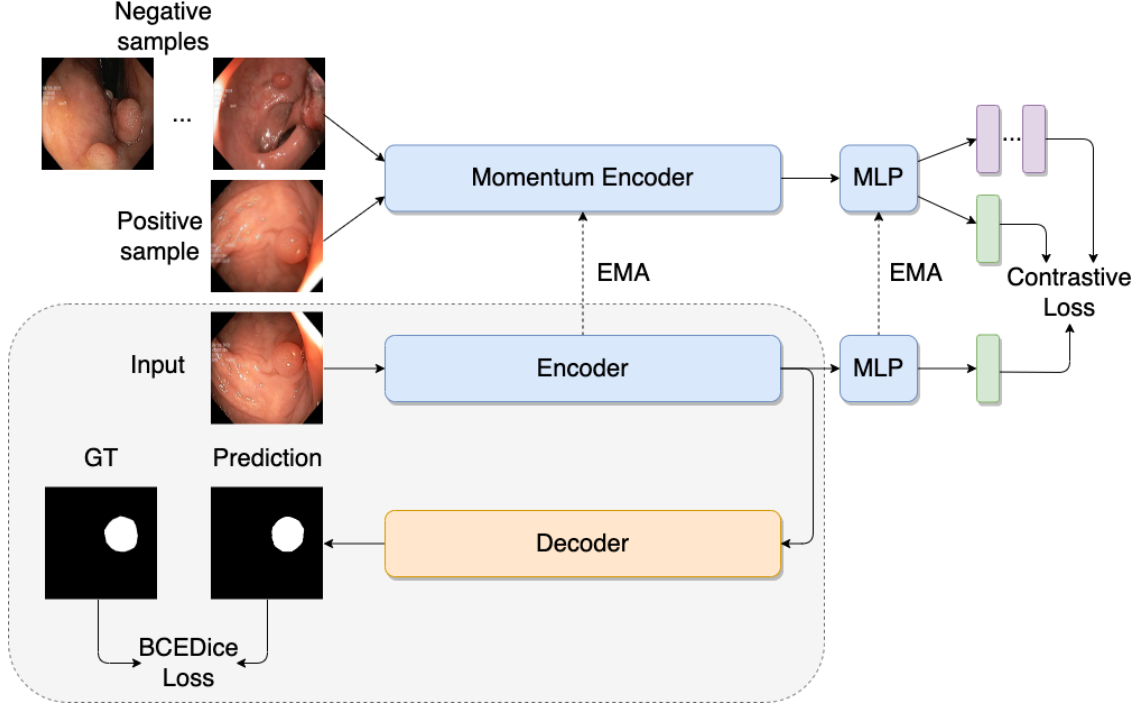 Negative
samples
...
...
Momentum Encoder
MLP
Positive
sample
EMA
EMA
Contrastive
Loss
Input
Encoder
MLP
GT
Prediction
Decoder
BCEDice
Loss